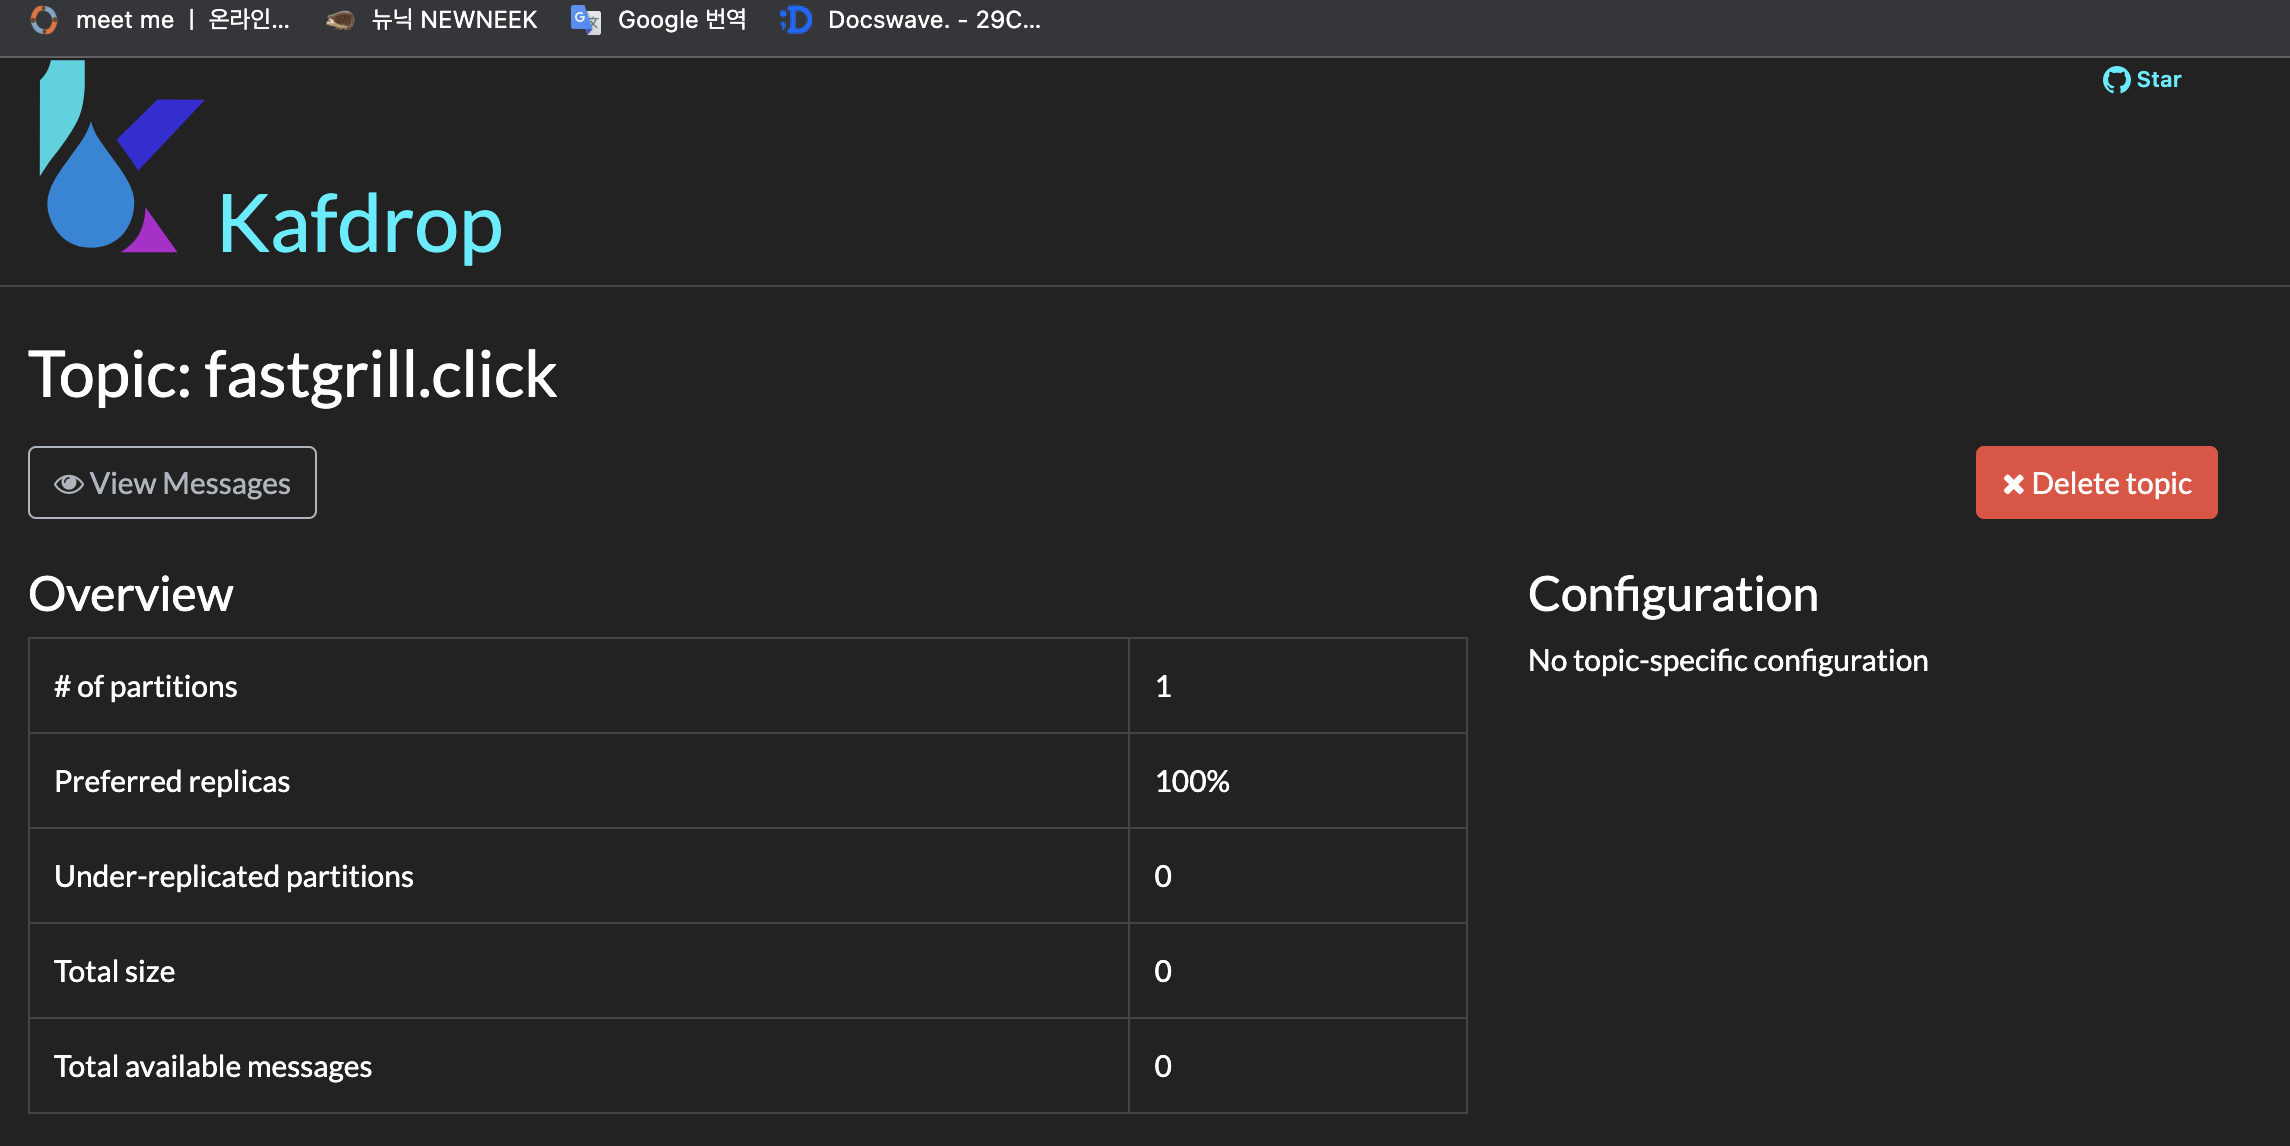 meet me | 온라인...
뉴닉 NEWNEEK
Google 번역
Docswave. - 29C...
Star
Kafdrop
Topic: fastgrill.click
View Messages
Delete topic
Overview
Configuration
# of partitions 1
No topic-specific configuration
Preferred replicas 100%
Under-replicated partitions 0
Total size 0
Total available messages 0